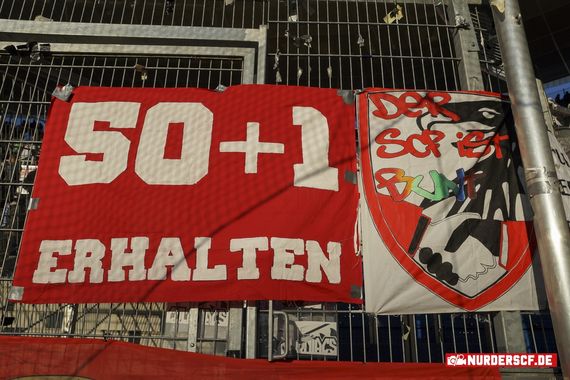 50+1
ERHALTEN
DER
SCF iST
BUNT
NURDERSCF.DE